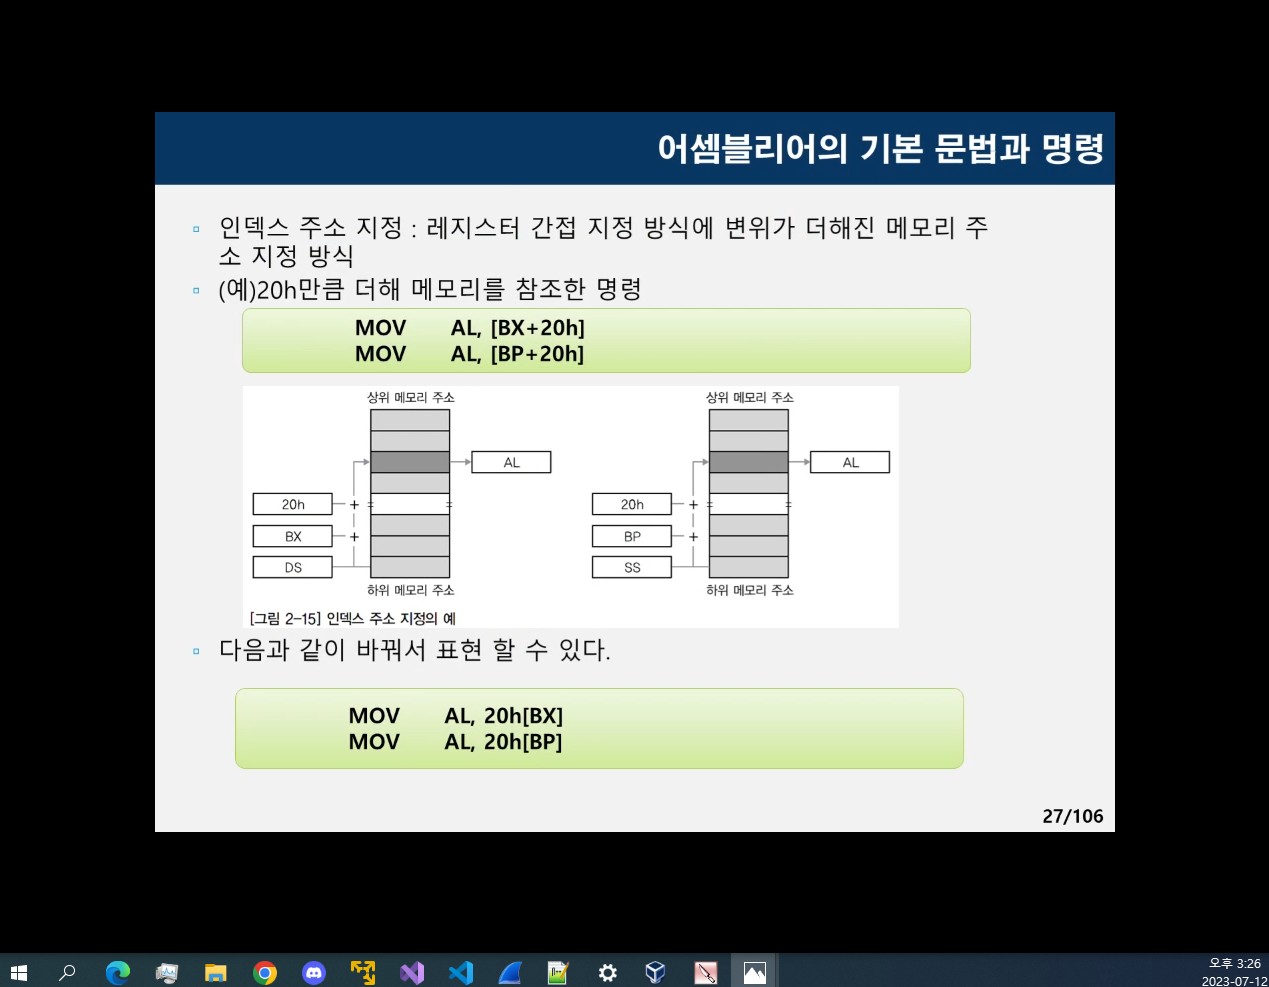 어셈블리어의 기본 문법과 명령
인덱스 주소 지정 : 레지스터 간접 지정 방식에 변위가 더해진 메모리 주
소 지정 방식
(예)20h만큼 더해 메모리를 참조한 명령
MOV AL, [BX+20h]
MOV AL, [BP+20h]
상위 메모리 주소
AL
20h
+
BX
+
DS
하위 메모리 주소
상위 메모리 주소
AL
20h
+
BP
+
SS
하위 메모리 주소
[그림 2–15] 인덱스 주소 지정의 예
다음과 같이 바꿔서 표현 할 수 있다.
MOV AL, 20h[BX]
MOV AL, 20h[BP]
27/106
오후 3:26
2023-07-12